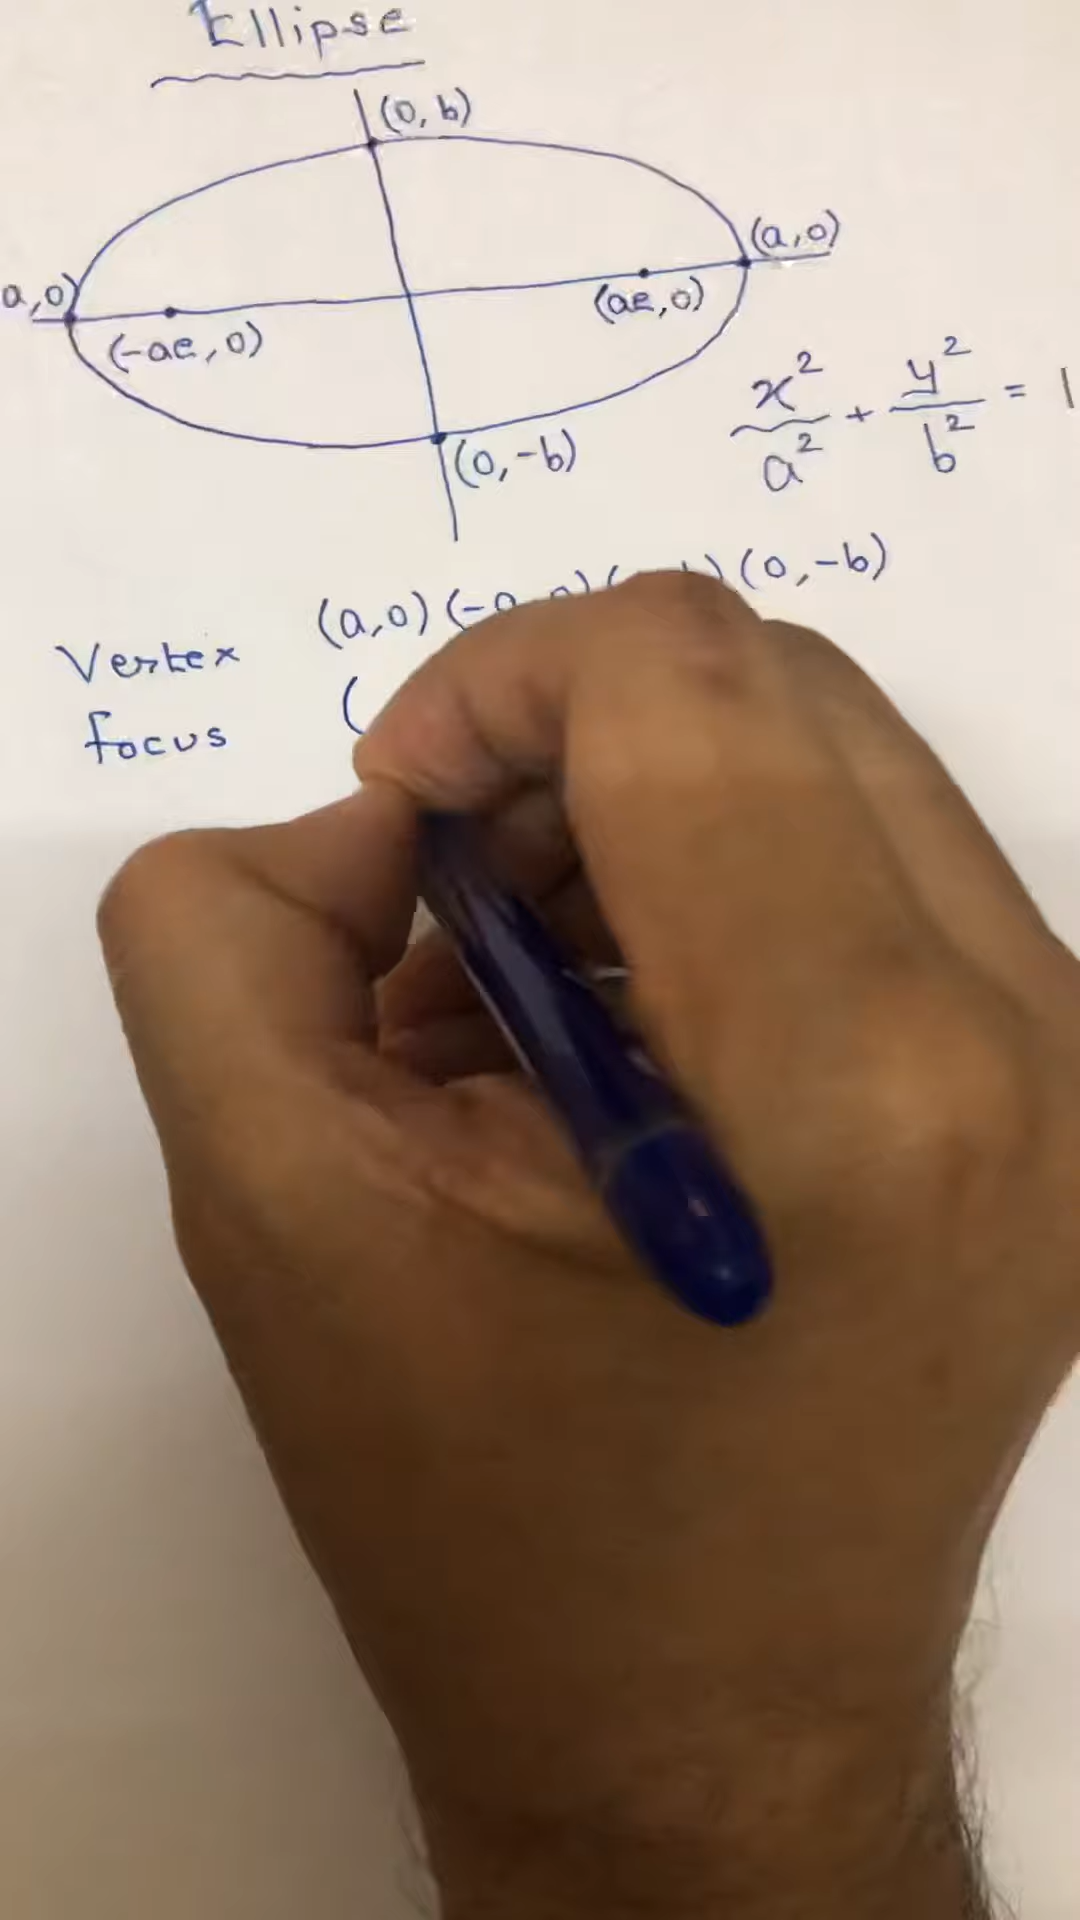 Ellipse
(0, b)
(a,0)
a,0)
(ae,0)
(-ae,0)
x²/a² + y²/b² = 1
(0,-b)
(a,0) (0,-b)
Vertex
focus (